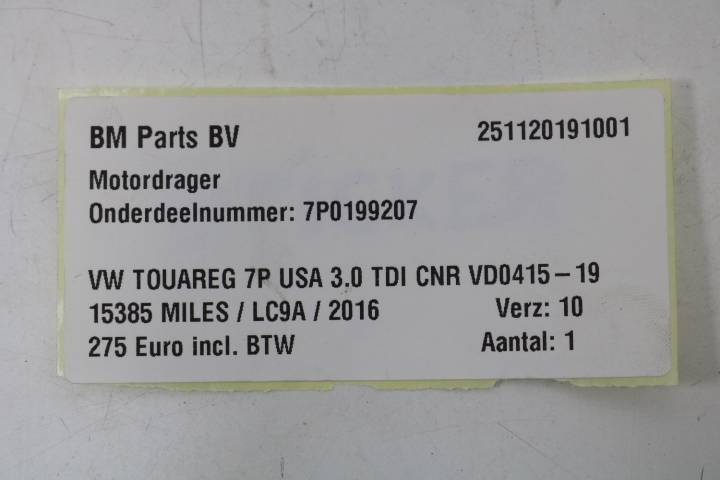 BM Parts BV 251120191001
Motordrager
Onderdeelnummer: 7P0199207
VW TOUAREG 7P USA 3.0 TDI CNR VD0415-19
15385 MILES / LC9A / 2016 Verz: 10
275 Euro incl. BTW Aantal: 1